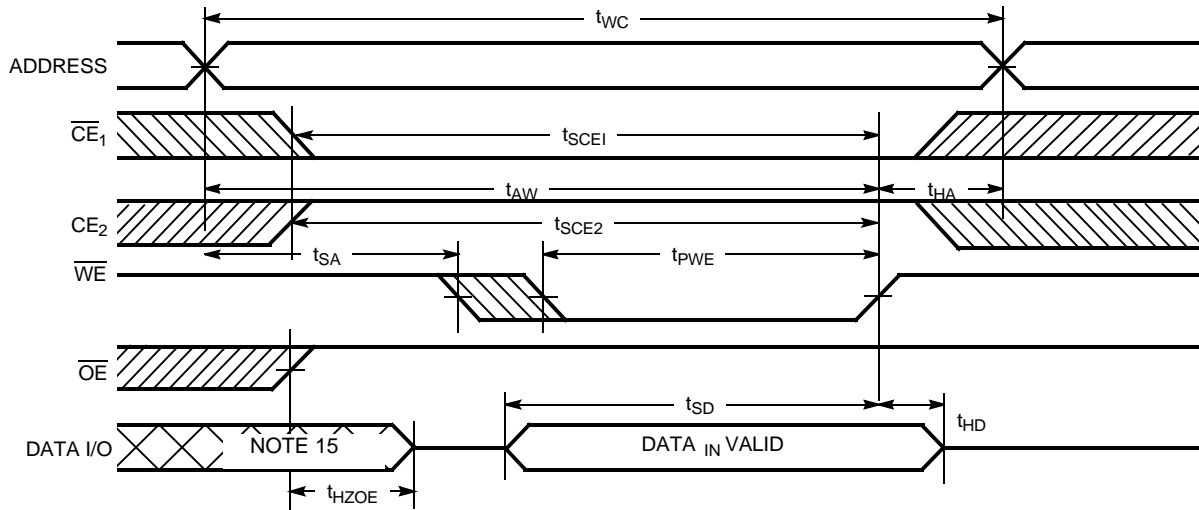 tWC
ADDRESS
CE1
tSCEI
tAW
tHA
CE2
tSCE2
tSA
tPWE
WE
OE
tSD
tHD
DATA I/O
NOTE 15
DATA IN VALID
tHZOE